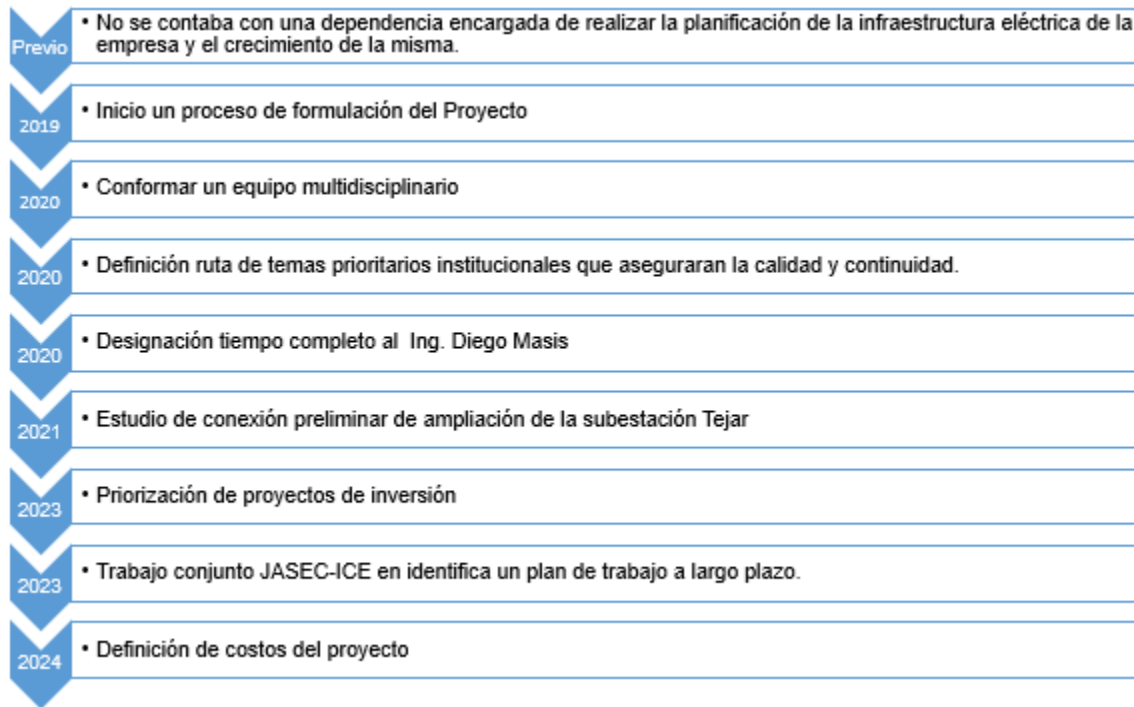 Previo
• No se contaba con una dependencia encargada de realizar la planificación de la infraestructura eléctrica de la
empresa y el crecimiento de la misma.
2019
• Inicio un proceso de formulación del Proyecto
2020
• Conformar un equipo multidisciplinario
2020
• Definición ruta de temas prioritarios institucionales que aseguraran la calidad y continuidad.
2020
• Designación tiempo completo al Ing. Diego Masis
2021
• Estudio de conexión preliminar de ampliación de la subestación Tejar
2023
• Priorización de proyectos de inversión
2023
• Trabajo conjunto JASEC-ICE en identifica un plan de trabajo a largo plazo.
2024
• Definición de costos del proyecto